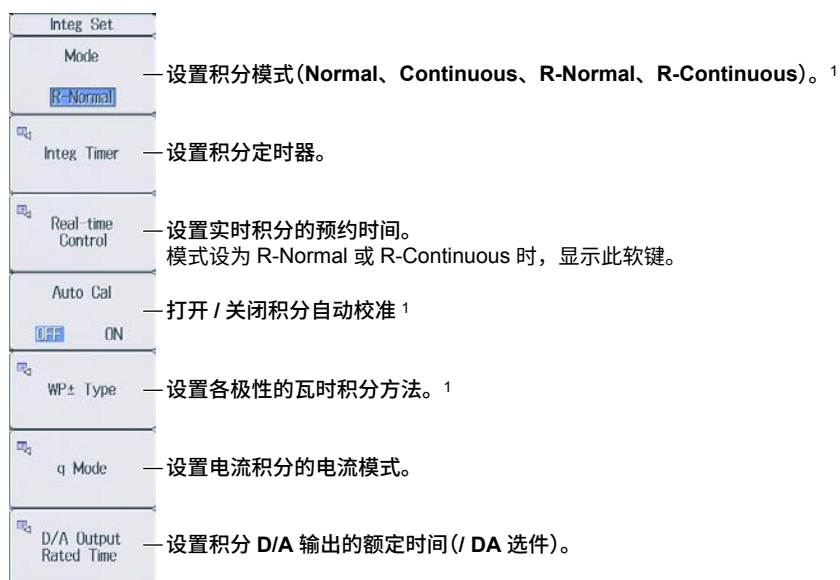 Integ Set
Mode
R-Normal
设置积分模式(Normal、Continuous、R-Normal、R-Continuous)。1
Integ Timer
设置积分定时器。
Real-time
Control
设置实时积分的预约时间。
模式设为 R-Normal 或 R-Continuous 时，显示此软键。
Auto Cal
OFF ON
打开 / 关闭积分自动校准 1
WP± Type
设置各极性的瓦时积分方法。1
q Mode
设置电流积分的电流模式。
D/A Output
Rated Time
设置积分 D/A 输出的额定时间(/ DA 选件)。